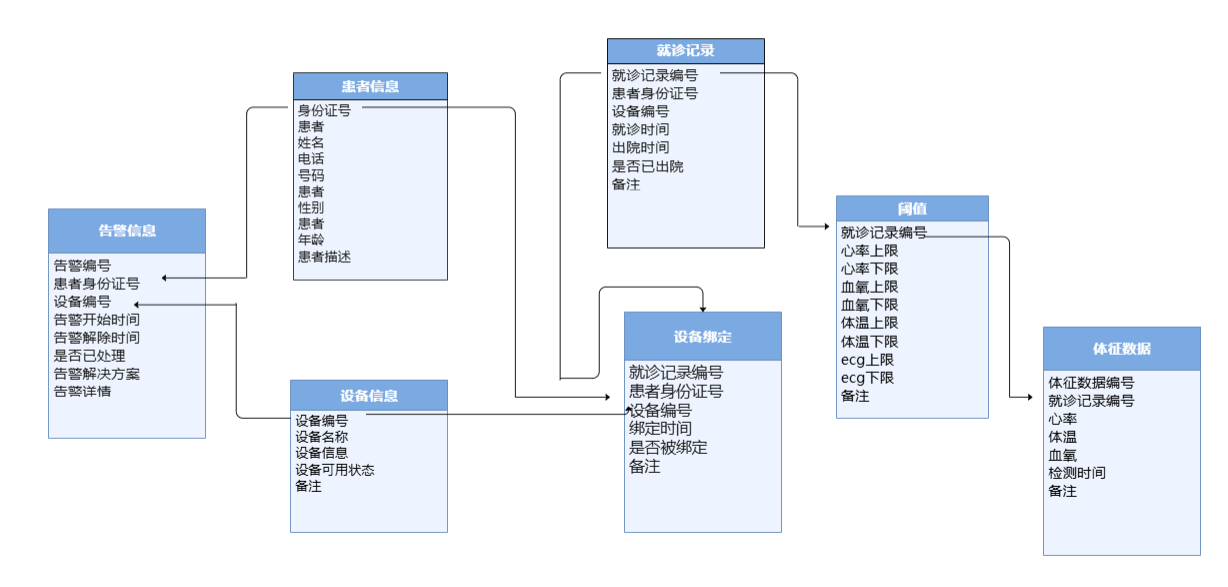 告警信息
告警编号
患者身份证号
设备编号
告警开始时间
告警解除时间
是否已处理
告警解决方案
告警详情
患者信息
身份证号
患者
姓名
电话
号码
患者
性别
患者
年龄
患者描述
设备信息
设备编号
设备名称
设备信息
设备可用状态
备注
就诊记录
就诊记录编号
患者身份证号
设备编号
就诊时间
出院时间
是否已出院
备注
设备绑定
就诊记录编号
患者身份证号
设备编号
绑定时间
是否被绑定
备注
阈值
就诊记录编号
心率上限
心率下限
血氧上限
血氧下限
体温上限
体温下限
ecg上限
ecg下限
备注
体征数据
体征数据编号
就诊记录编号
心率
体温
血氧
检测时间
备注